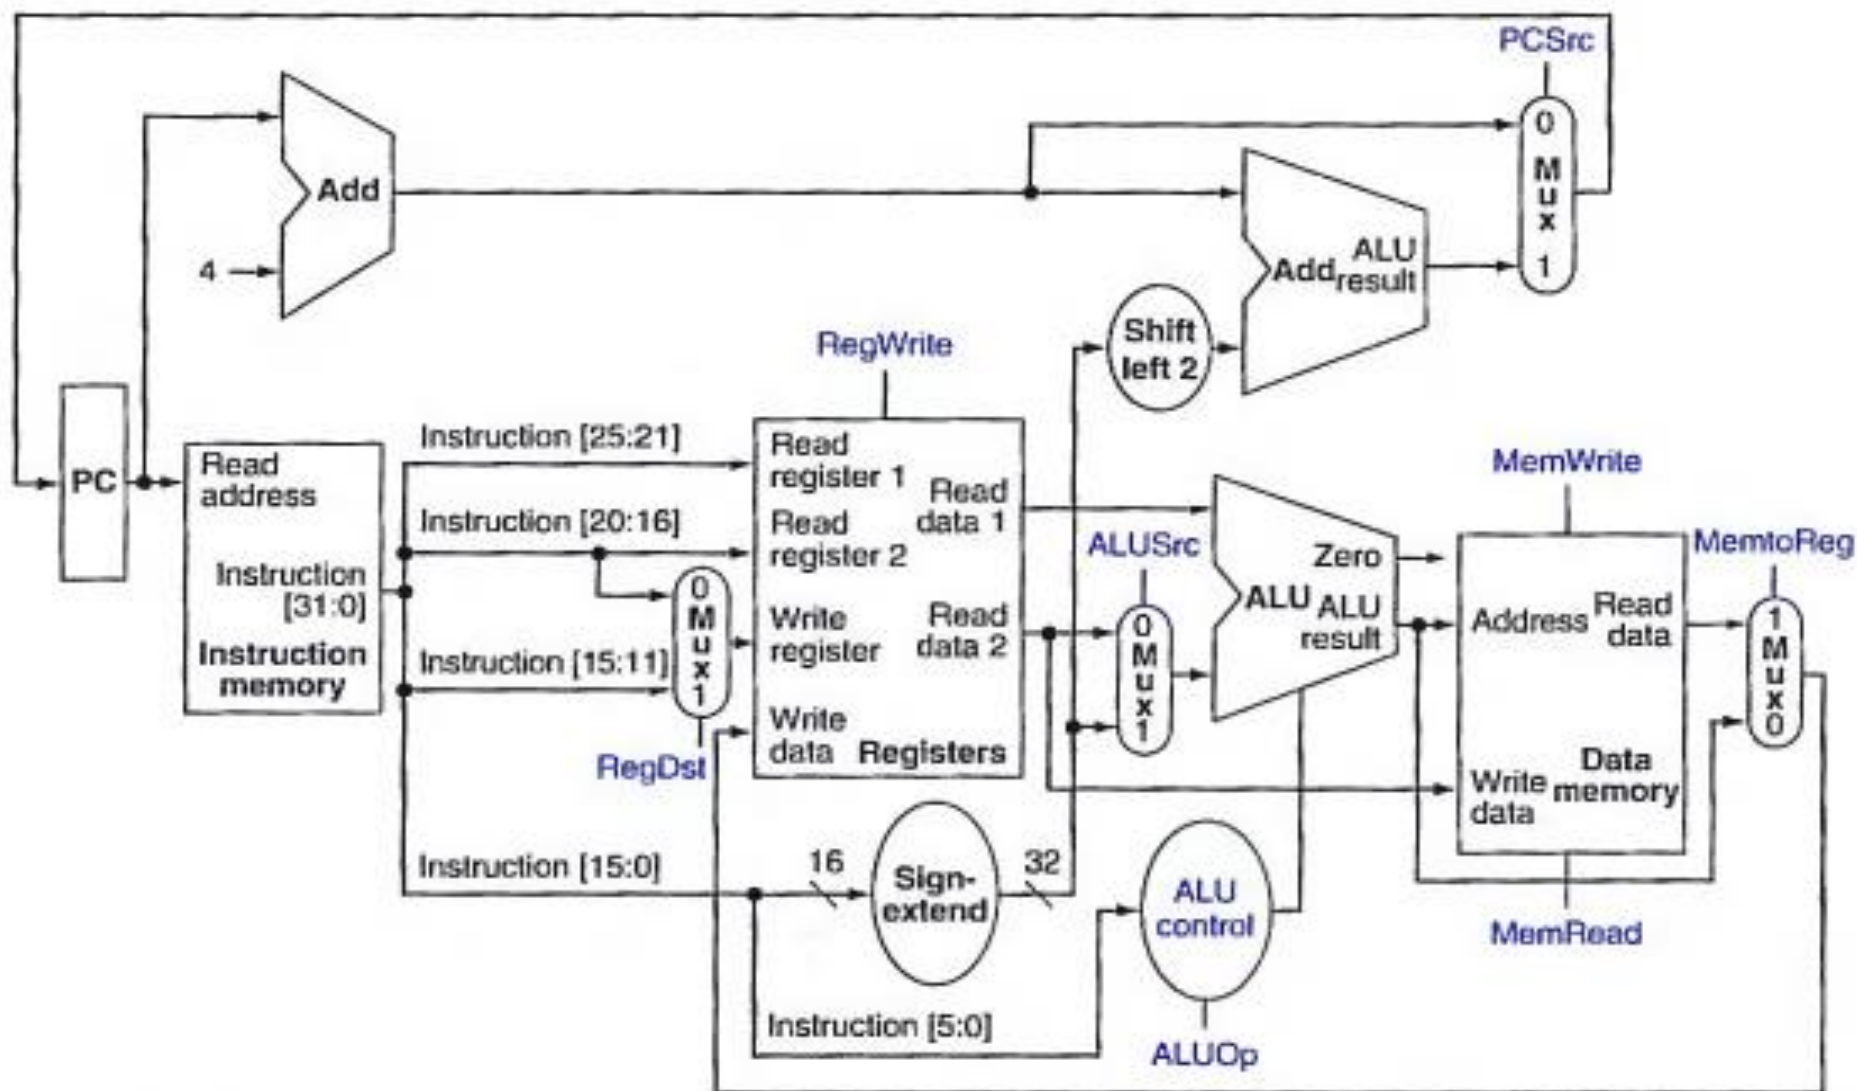 PCSrc
0
Mux
1
Add
4
Add
ALU
result
Shift
left 2
RegWrite
PC
Read
address
Instruction
[31:0]
Instruction
memory
Instruction [25:21]
Instruction [20:16]
Instruction [15:11]
Instruction [15:0]
Instruction [5:0]
0
Mux
1
RegDst
Read
register 1
Read
register 2
Write
register
Write
data
Read
data 1
Read
data 2
Registers
ALUSrc
0
Mux
1
Zero
ALU
ALU
result
MemWrite
Address
Read
data
Write
data
Data
memory
MemRead
MemtoReg
1
Mux
0
16
Sign-
extend
32
ALU
control
ALUOp